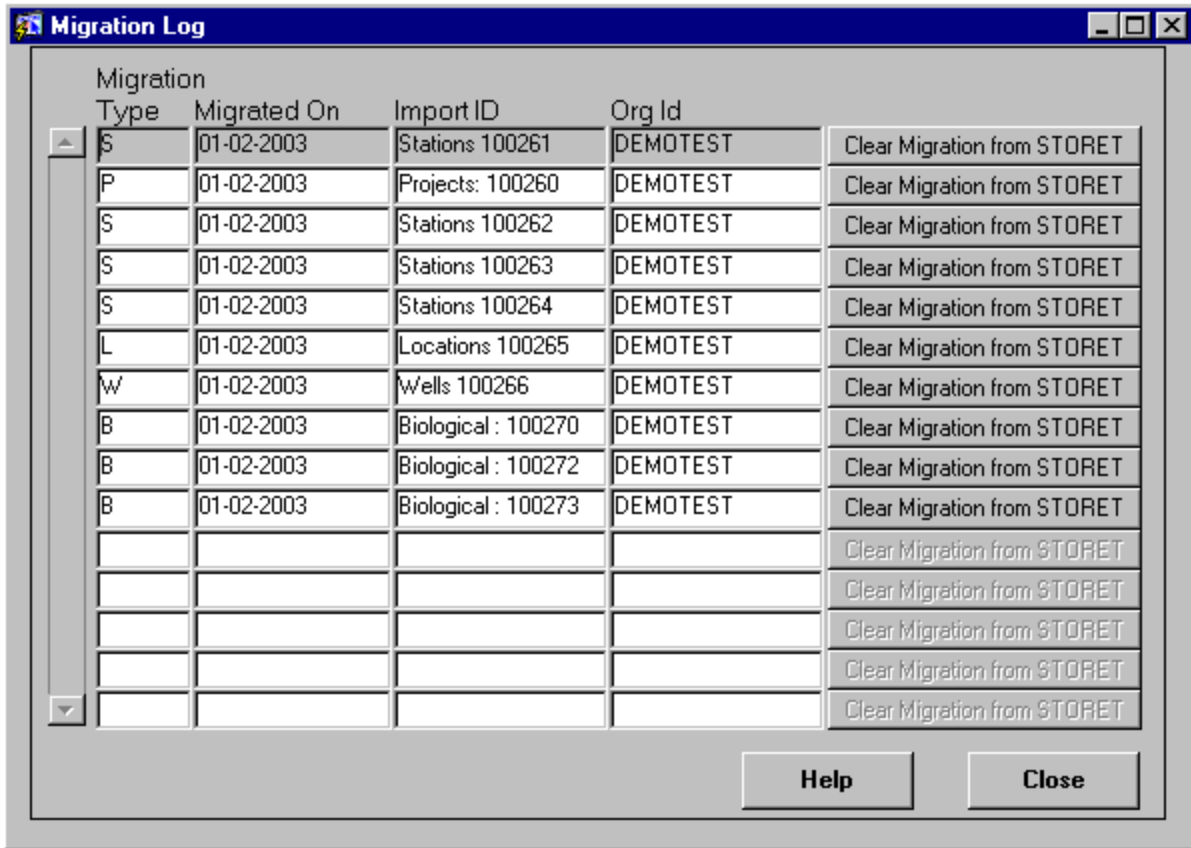 Migration Log
Migration
Type Migrated On Import ID Org Id
S 01-02-2003 Stations 100261 DEMOTEST Clear Migration from STORET
P 01-02-2003 Projects: 100260 DEMOTEST Clear Migration from STORET
S 01-02-2003 Stations 100262 DEMOTEST Clear Migration from STORET
S 01-02-2003 Stations 100263 DEMOTEST Clear Migration from STORET
S 01-02-2003 Stations 100264 DEMOTEST Clear Migration from STORET
L 01-02-2003 Locations 100265 DEMOTEST Clear Migration from STORET
W 01-02-2003 Wells 100266 DEMOTEST Clear Migration from STORET
B 01-02-2003 Biological : 100270 DEMOTEST Clear Migration from STORET
B 01-02-2003 Biological : 100272 DEMOTEST Clear Migration from STORET
B 01-02-2003 Biological : 100273 DEMOTEST Clear Migration from STORET
Clear Migration from STORET
Clear Migration from STORET
Clear Migration from STORET
Clear Migration from STORET
Clear Migration from STORET
Help Close